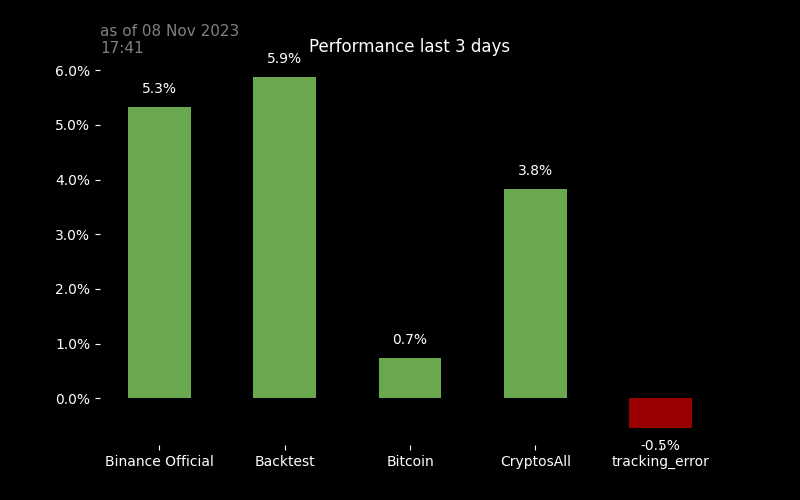 as of 08 Nov 2023
17:41
Performance last 3 days
6.0%
5.0%
4.0%
3.0%
2.0%
1.0%
0.0%
5.3%
5.9%
0.7%
3.8%
-0.5%
Binance Official
Backtest
Bitcoin
CryptosAll
tracking_error